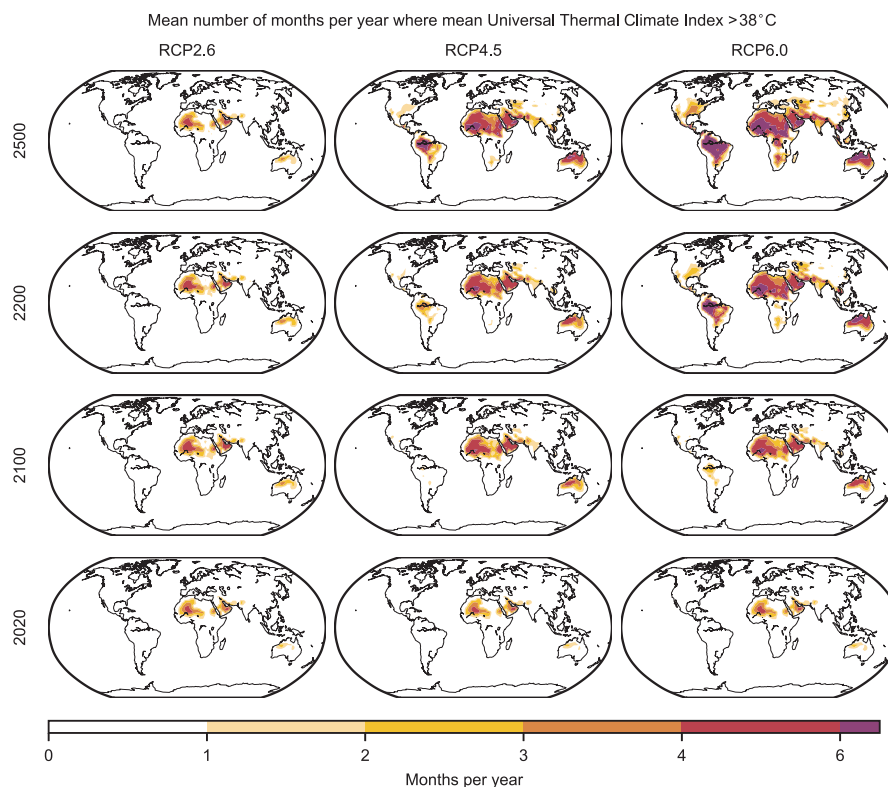 Mean number of months per year where mean Universal Thermal Climate Index >38°C
RCP2.6 RCP4.5 RCP6.0
2500
2200
2100
2020
0 1 2 3 4 6
Months per year